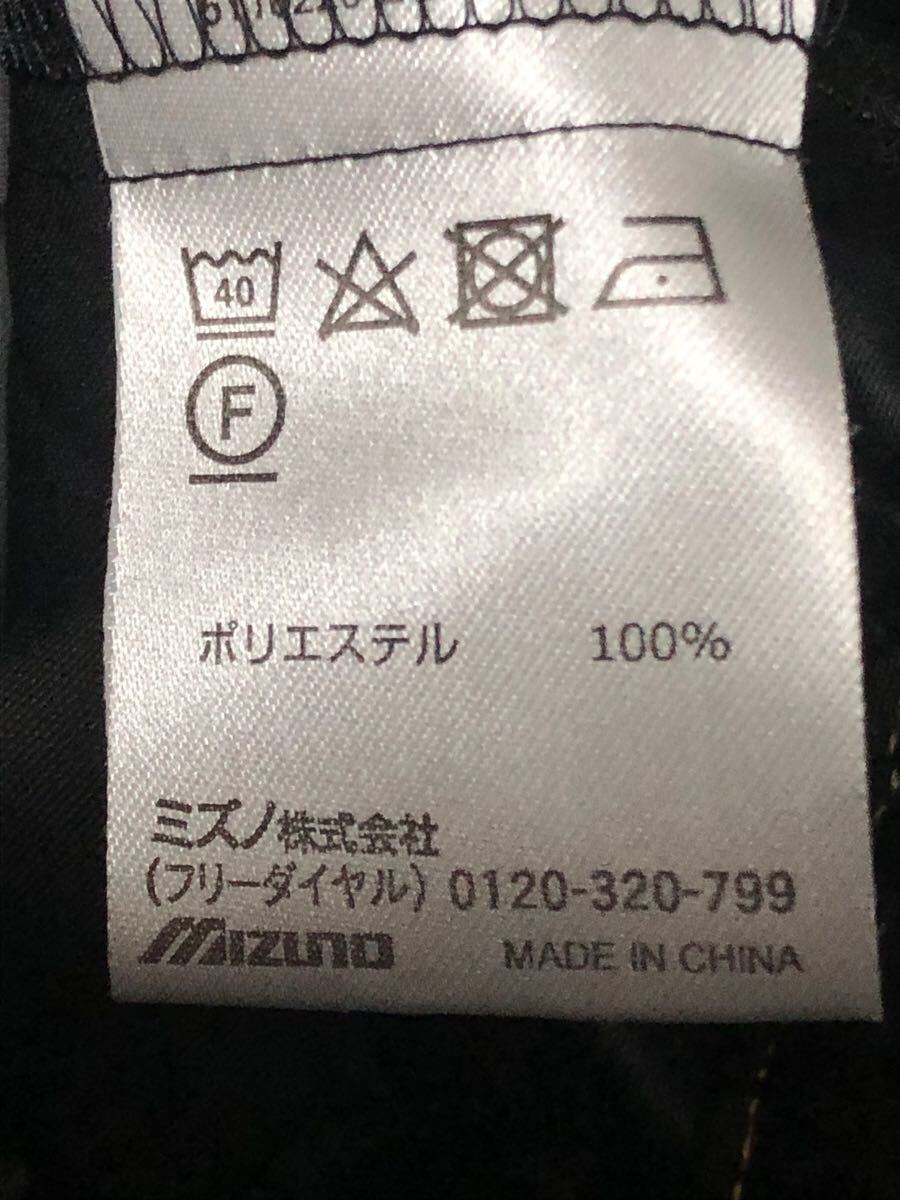 40
F
ポリエステル 100%
ミズノ株式会社
(フリーダイヤル) 0120-320-799
MIZUNO MADE IN CHINA